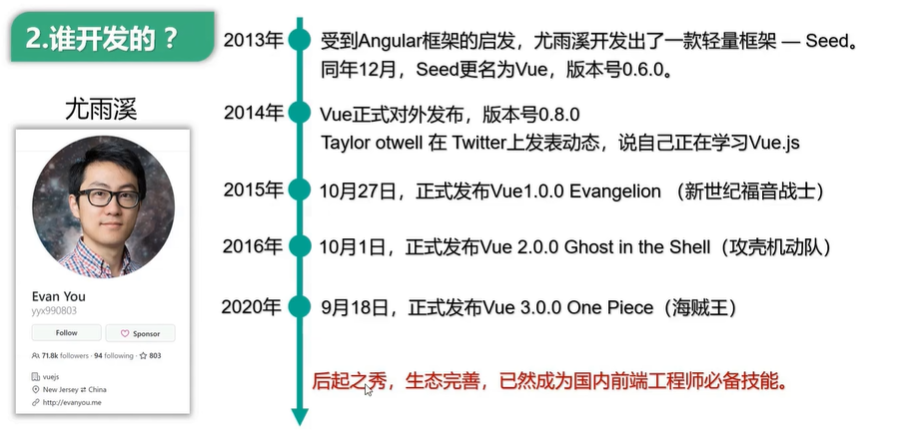 2.谁开发的？
尤雨溪
Evan You
yyx990803
Follow
Sponsor
71.8k followers · 94 following · 803
vuejs
New Jersey ⇄ China
http://evanyou.me
2013年
受到Angular框架的启发，尤雨溪开发出了一款轻量框架 — Seed。
同年12月，Seed更名为Vue，版本号0.6.0。
2014年
Vue正式对外发布，版本号0.8.0
Taylor otwell 在 Twitter上发表动态，说自己正在学习Vue.js
2015年
10月27日，正式发布Vue1.0.0 Evangelion （新世纪福音战士）
2016年
10月1日，正式发布Vue 2.0.0 Ghost in the Shell（攻壳机动队）
2020年
9月18日，正式发布Vue 3.0.0 One Piece（海贼王）
后起之秀，生态完善，已然成为国内前端工程师必备技能。